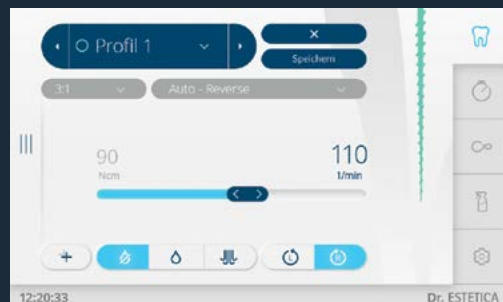 Profil 1
Speichern
3:1
Auto - Reverse
90
Ncm
110
1/min
L
R
12:20:33
Dr. ESTETICA